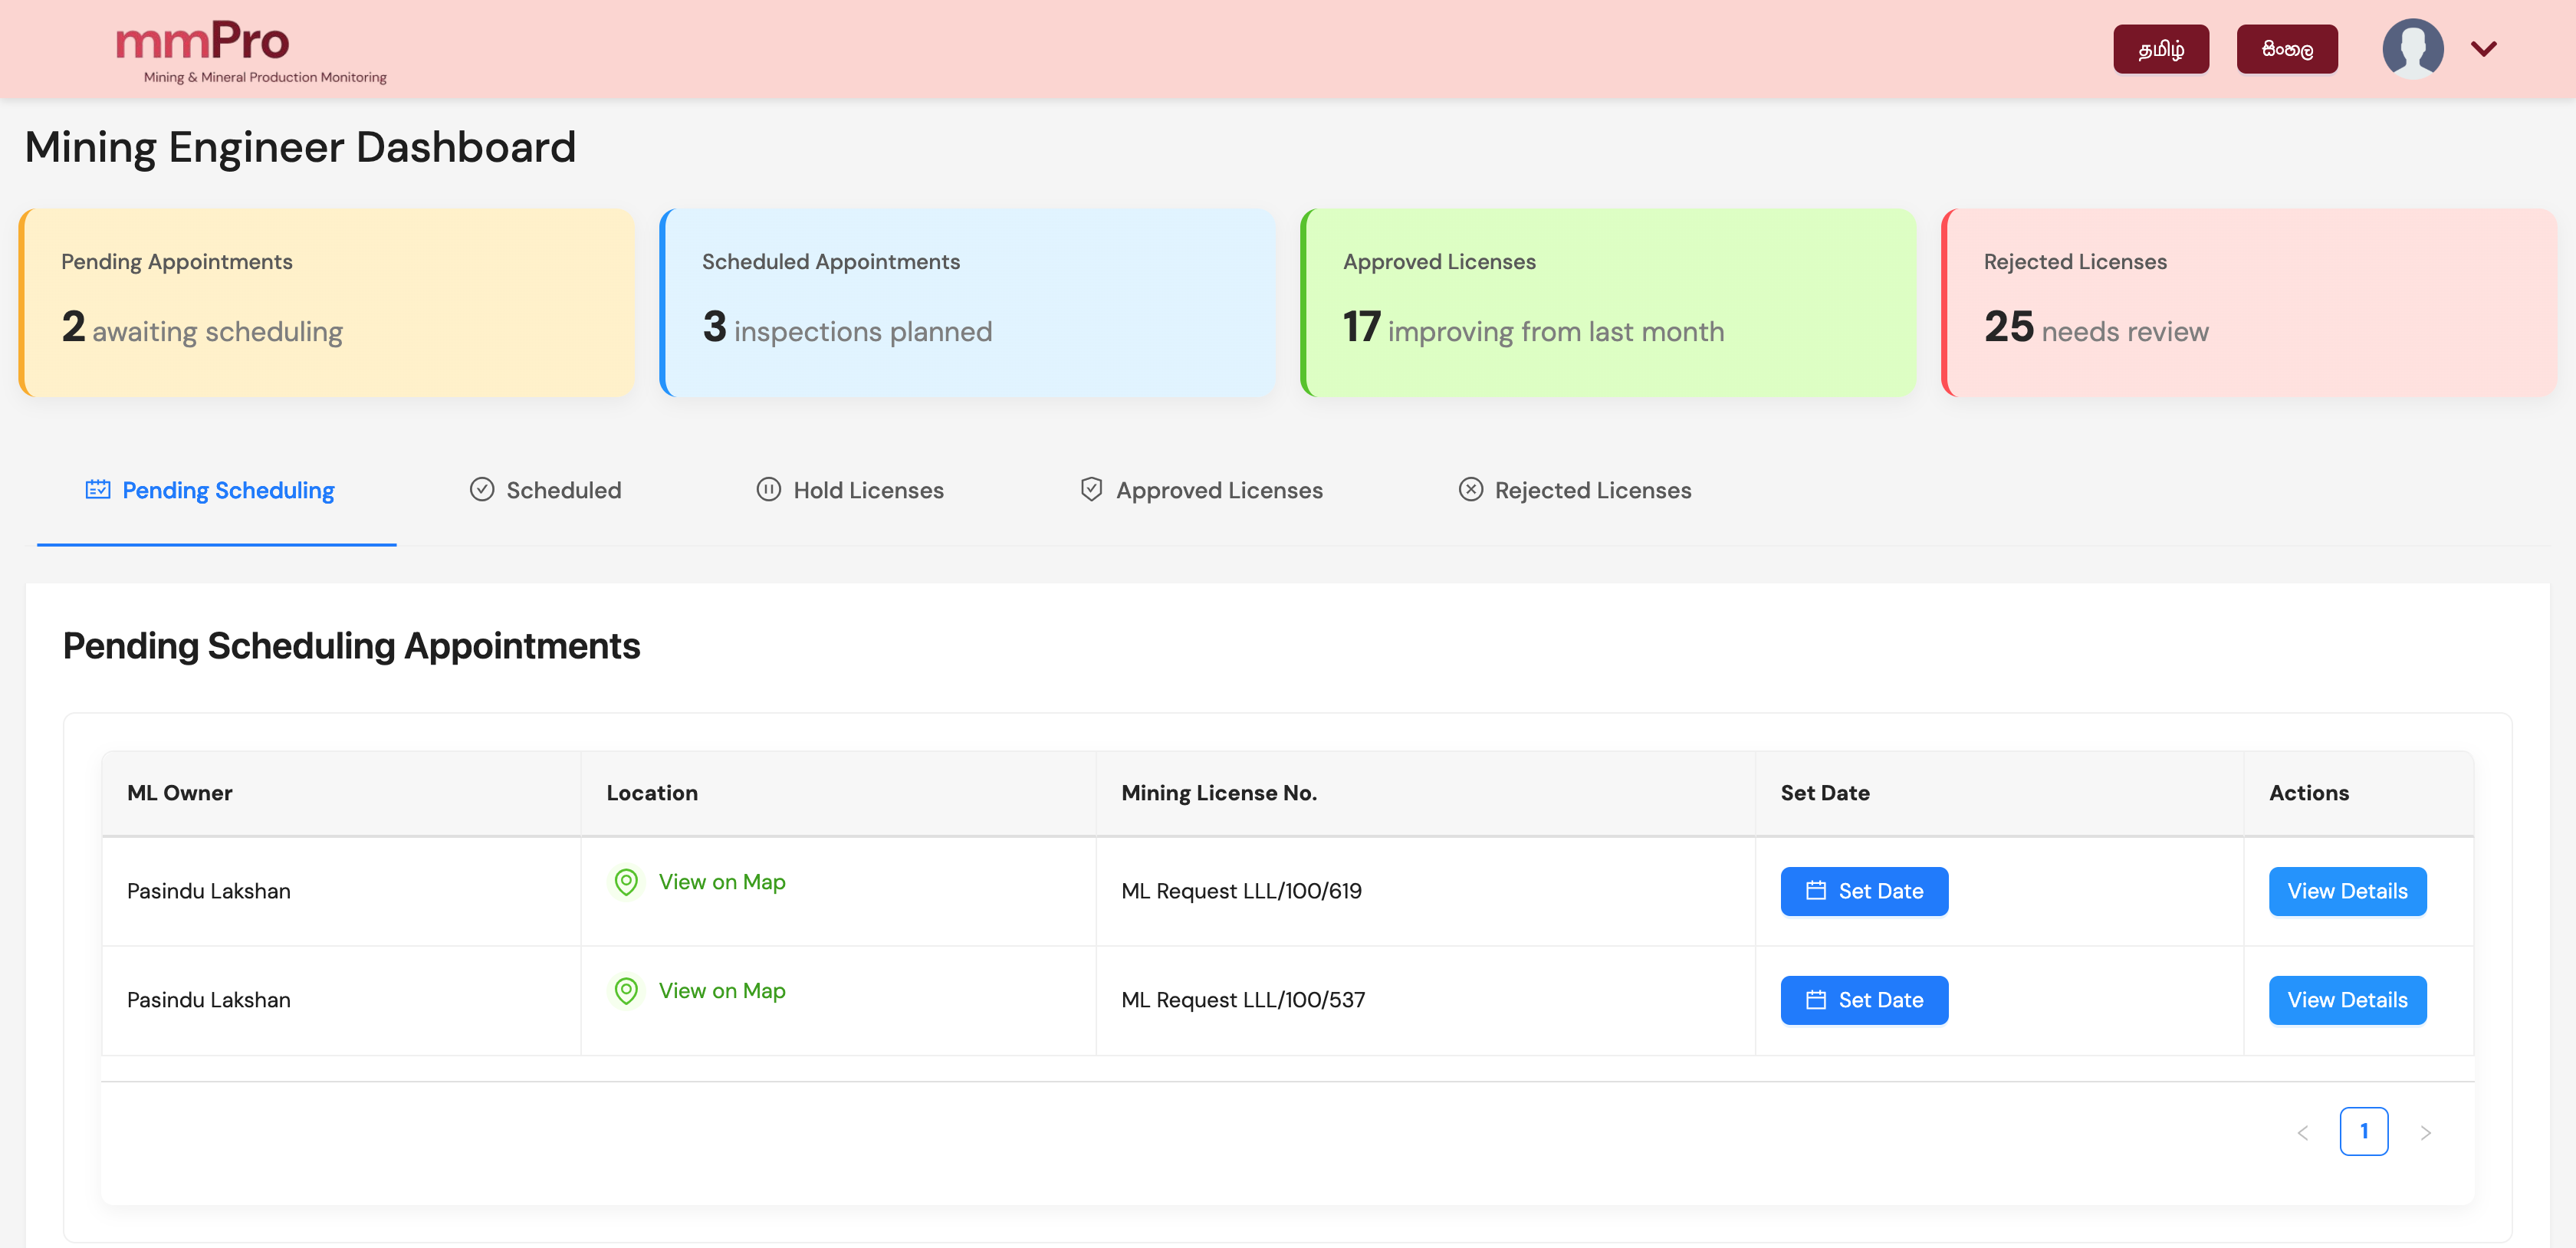 mmPro
Mining & Mineral Production Monitoring
தமிழ்
සිංහල
Mining Engineer Dashboard
Pending Appointments
2 awaiting scheduling
Scheduled Appointments
3 inspections planned
Approved Licenses
17 improving from last month
Rejected Licenses
25 needs review
Pending Scheduling
Scheduled
Hold Licenses
Approved Licenses
Rejected Licenses
Pending Scheduling Appointments
ML Owner
Location
Mining License No.
Set Date
Actions
Pasindu Lakshan
View on Map
ML Request LLL/100/619
Set Date
View Details
Pasindu Lakshan
View on Map
ML Request LLL/100/537
Set Date
View Details
1